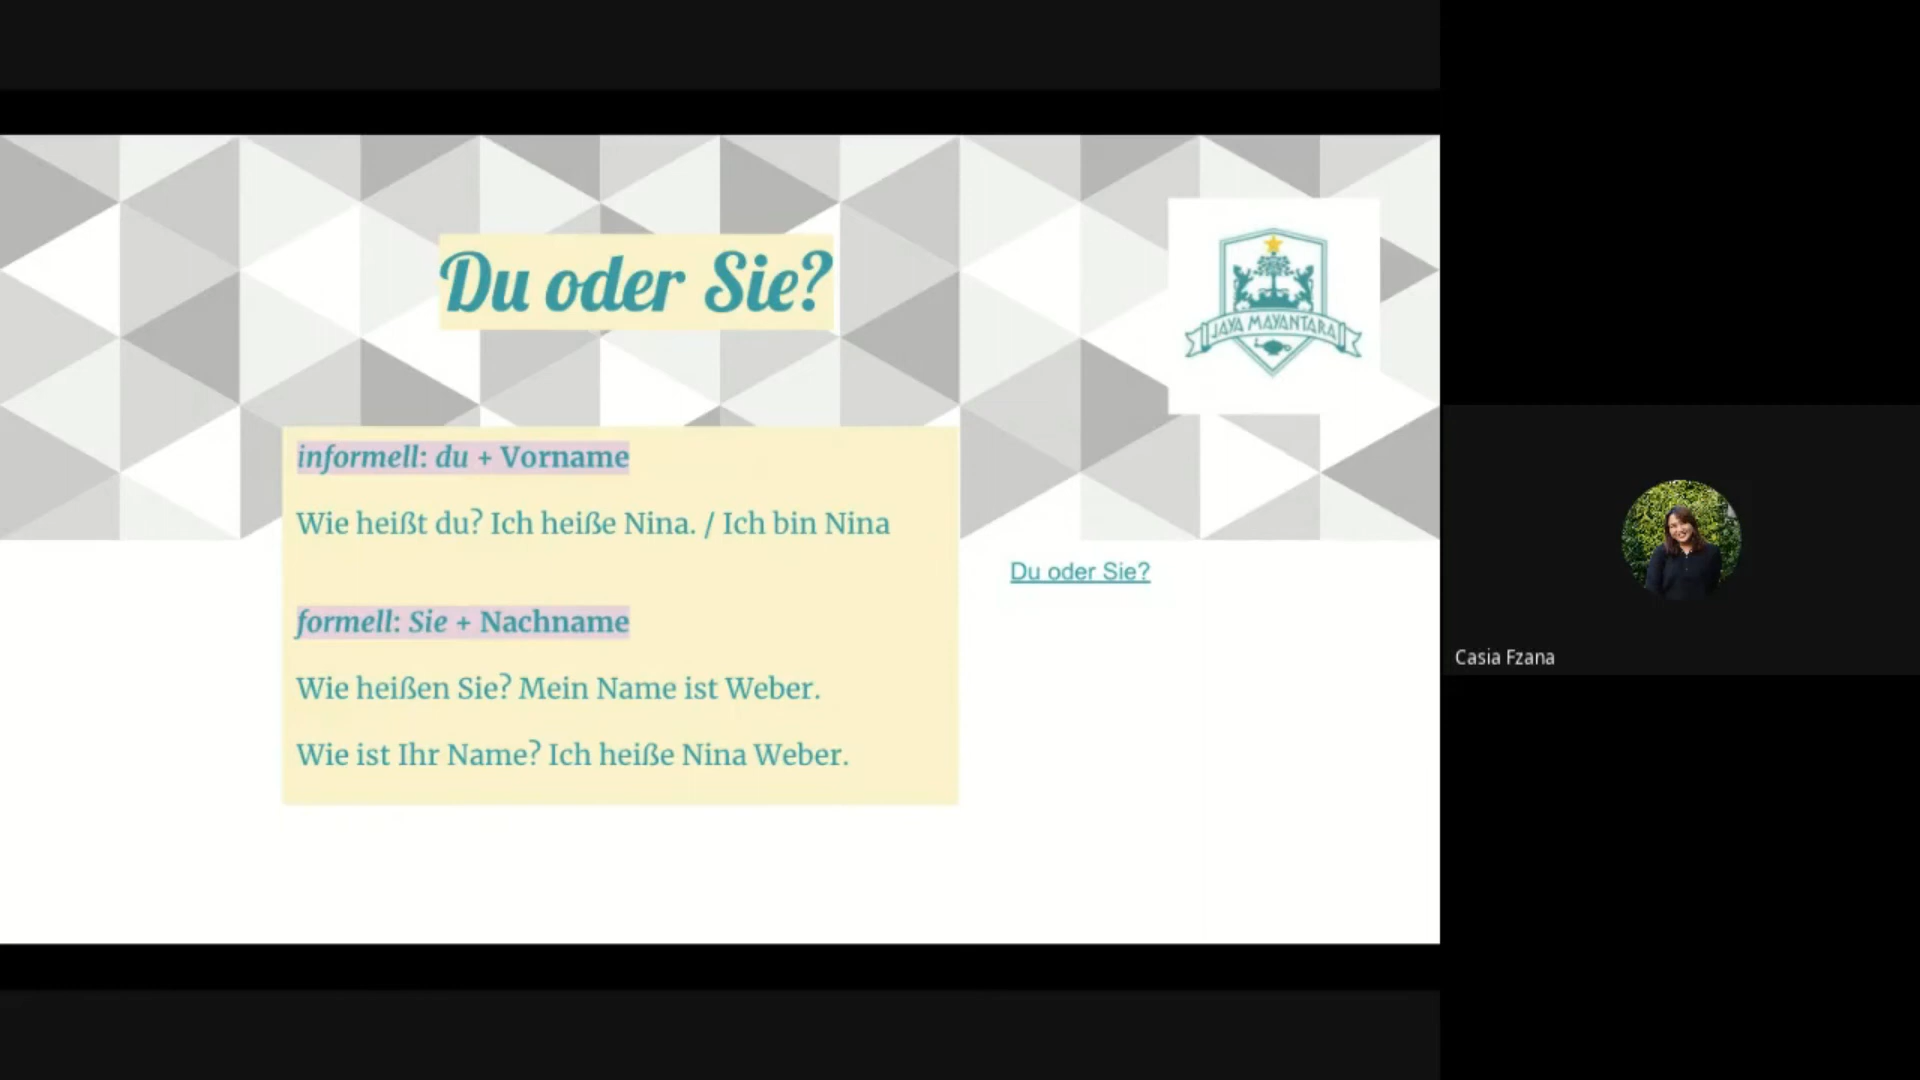 Du oder Sie?
JAYA MAYANTARA
informell: du + Vorname
Wie heißt du? Ich heiße Nina. / Ich bin Nina
Du oder Sie?
formell: Sie + Nachname
Wie heißen Sie? Mein Name ist Weber.
Wie ist Ihr Name? Ich heiße Nina Weber.
Casia Fzana